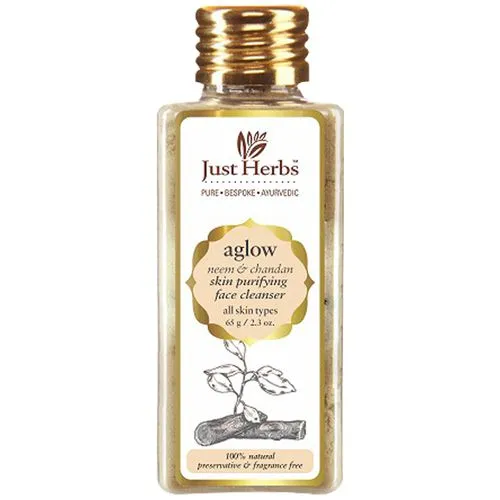 Just Herbs™
PURE • BESPOKE • AYURVEDIC
aglow
neem & chandan
skin purifying
face cleanser
all skin types
65 g / 2.3 oz.
100% natural
preservative & fragrance free